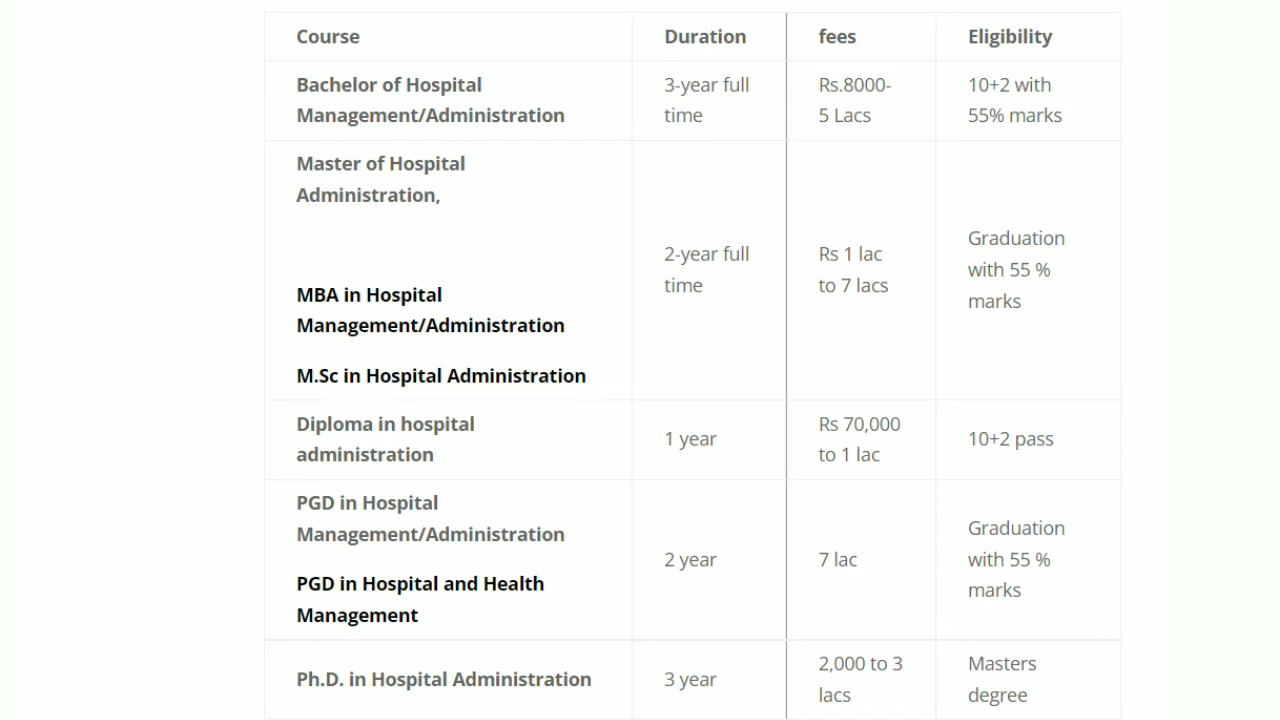 Course Duration fees Eligibility
Bachelor of Hospital
Management/Administration
3-year full
time
Rs.8000-
5 Lacs
10+2 with
55% marks
Master of Hospital
Administration,
MBA in Hospital
Management/Administration
M.Sc in Hospital Administration
2-year full
time
Rs 1 lac
to 7 lacs
Graduation
with 55 %
marks
Diploma in hospital
administration
1 year
Rs 70,000
to 1 lac
10+2 pass
PGD in Hospital
Management/Administration
PGD in Hospital and Health
Management
2 year
7 lac
Graduation
with 55 %
marks
Ph.D. in Hospital Administration
3 year
2,000 to 3
lacs
Masters
degree